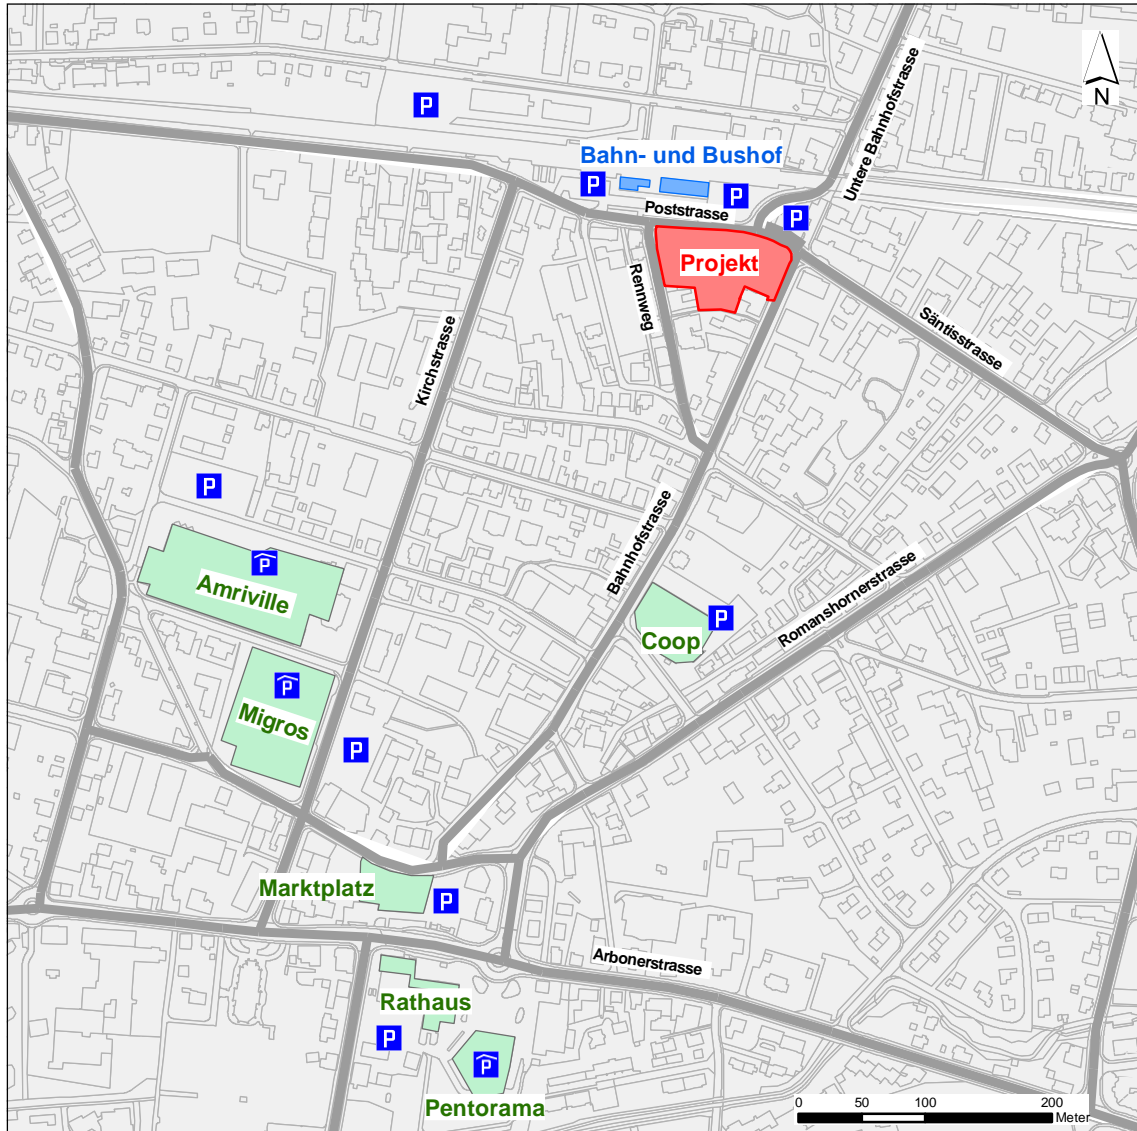 P
N
Untere Bahnhofstrasse
Bahn- und Bushof
P
P
P
Poststrasse
Projekt
Rennweg
Säntisstrasse
Kirchstrasse
P
Bahnhofstrasse
P
Amriville
Romanshornerstrasse
P
Coop
P
Migros
P
Marktplatz
P
Arbonerstrasse
Rathaus
P
P
Pentorama
0 50 100 200
Meter